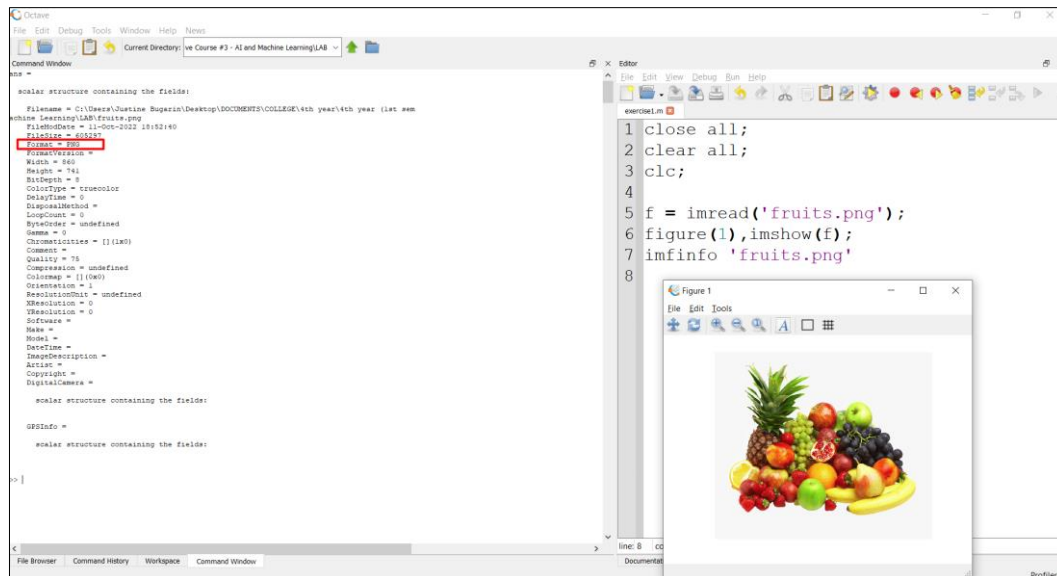 Octave
File Edit Debug Tools Window Help News
Current Directory: ve Course #3 - AI and Machine Learning\LAB
Command Window
ans =
scalar structure containing the fields:
Filename = C:\Users\Justine Bugarin\Desktop\DOCUMENTS\COLLEGE\4th year\4th year (1st sem
achine Learning\LAB\fruits.png
FileModDate = 11-Oct-2022 18:52:40
FileSize = 605297
Format = PNG
FormatVersion =
Width = 860
Height = 741
BitDepth = 8
ColorType = truecolor
DelayTime = 0
DisposalMethod =
LoopCount = 0
ByteOrder = undefined
Gamma = 0
Chromaticities = [](1x0)
Comment =
Quality = 75
Compression = undefined
Colormap = [](0x0)
Orientation = 1
ResolutionUnit = undefined
XResolution = 0
YResolution = 0
Software =
Make =
Model =
DateTime =
ImageDescription =
Artist =
Copyright =
DigitalCamera =
scalar structure containing the fields:
GPSInfo =
scalar structure containing the fields:
>>
File Browser Command History Workspace Command Window
Editor
File Edit View Debug Run Help
exercise1.m
1 close all;
2 clear all;
3 clc;
4
5 f = imread('fruits.png');
6 figure(1),imshow(f);
7 imfinfo 'fruits.png'
8
Figure 1
File Edit Tools
A
line: 8 co
Documentat
Profiler